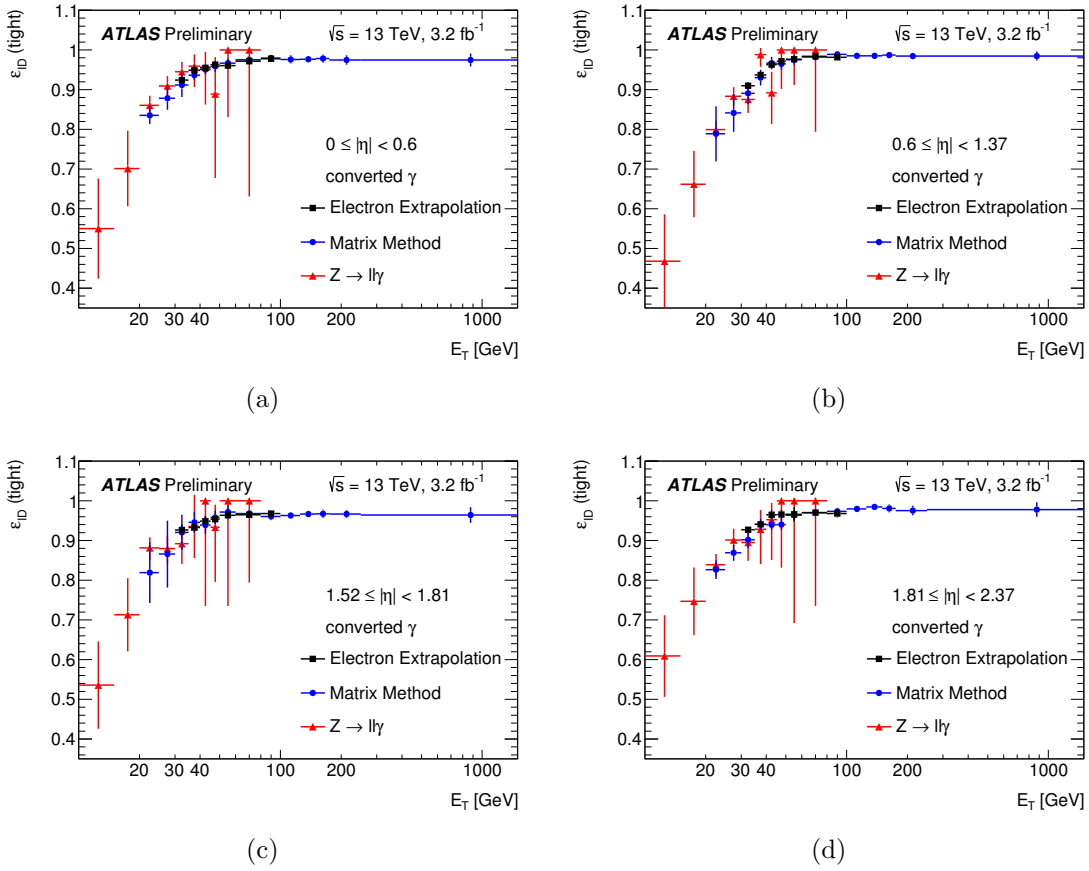 ε_ID (tight)
1.1
1
0.9
0.8
0.7
0.6
0.5
0.4
ATLAS Preliminary
√s = 13 TeV, 3.2 fb⁻¹
0 ≤ |η| < 0.6
converted γ
Electron Extrapolation
Matrix Method
Z → llγ
20 30 40 100 200 1000
E_T [GeV]
(a)
ε_ID (tight)
1.1
1
0.9
0.8
0.7
0.6
0.5
0.4
ATLAS Preliminary
√s = 13 TeV, 3.2 fb⁻¹
0.6 ≤ |η| < 1.37
converted γ
Electron Extrapolation
Matrix Method
Z → llγ
20 30 40 100 200 1000
E_T [GeV]
(b)
ε_ID (tight)
1.1
1
0.9
0.8
0.7
0.6
0.5
0.4
ATLAS Preliminary
√s = 13 TeV, 3.2 fb⁻¹
1.52 ≤ |η| < 1.81
converted γ
Electron Extrapolation
Matrix Method
Z → llγ
20 30 40 100 200 1000
E_T [GeV]
(c)
ε_ID (tight)
1.1
1
0.9
0.8
0.7
0.6
0.5
0.4
ATLAS Preliminary
√s = 13 TeV, 3.2 fb⁻¹
1.81 ≤ |η| < 2.37
converted γ
Electron Extrapolation
Matrix Method
Z → llγ
20 30 40 100 200 1000
E_T [GeV]
(d)